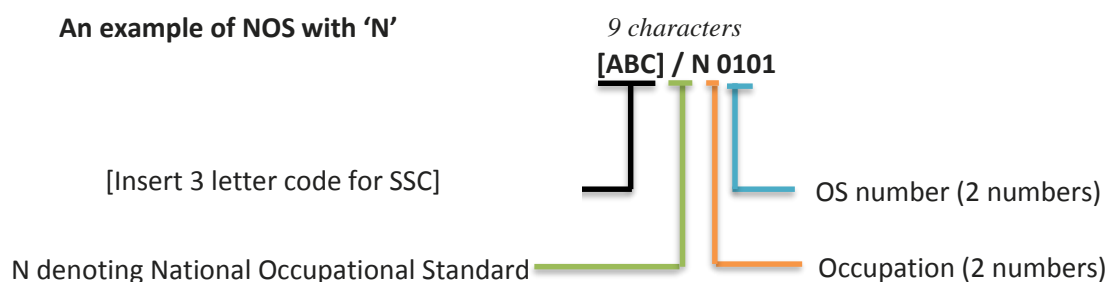 An example of NOS with ‘N’
9 characters
[ABC] / N 0101
[Insert 3 letter code for SSC]
OS number (2 numbers)
N denoting National Occupational Standard
Occupation (2 numbers)